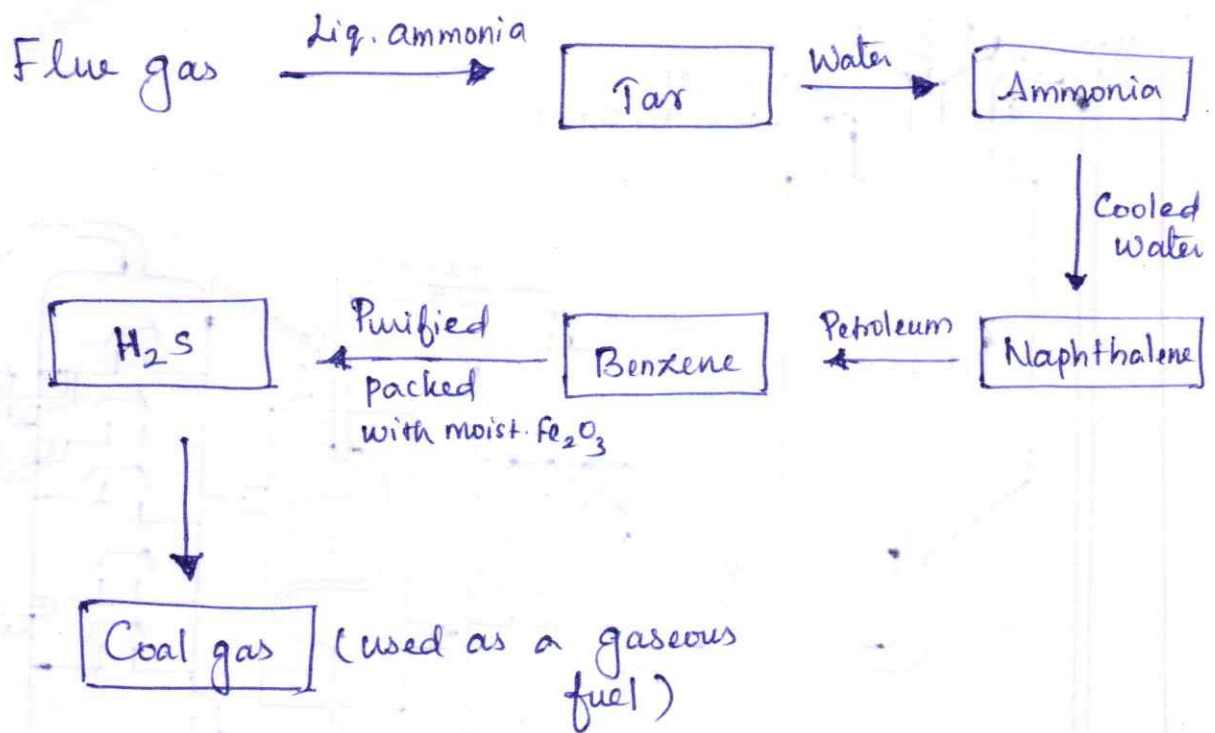 Flue gas
Liq. ammonia
Tar
Water
Ammonia
Cooled
water
Naphthalene
Petroleum
Benzene
Purified
packed
with moist. Fe₂O₃
H₂S
Coal gas (used as a gaseous
fuel)